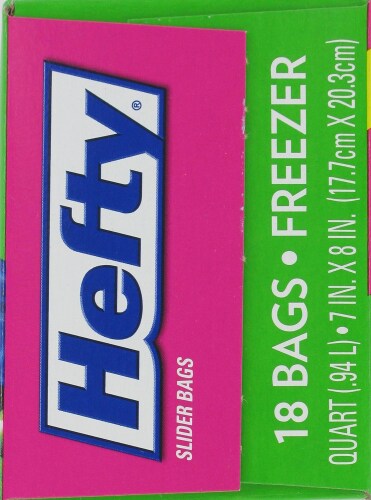 Hefty®
SLIDER BAGS
18 BAGS • FREEZER
QUART (.94 L) • 7 IN. X 8 IN. (17.7cm X 20.3cm)